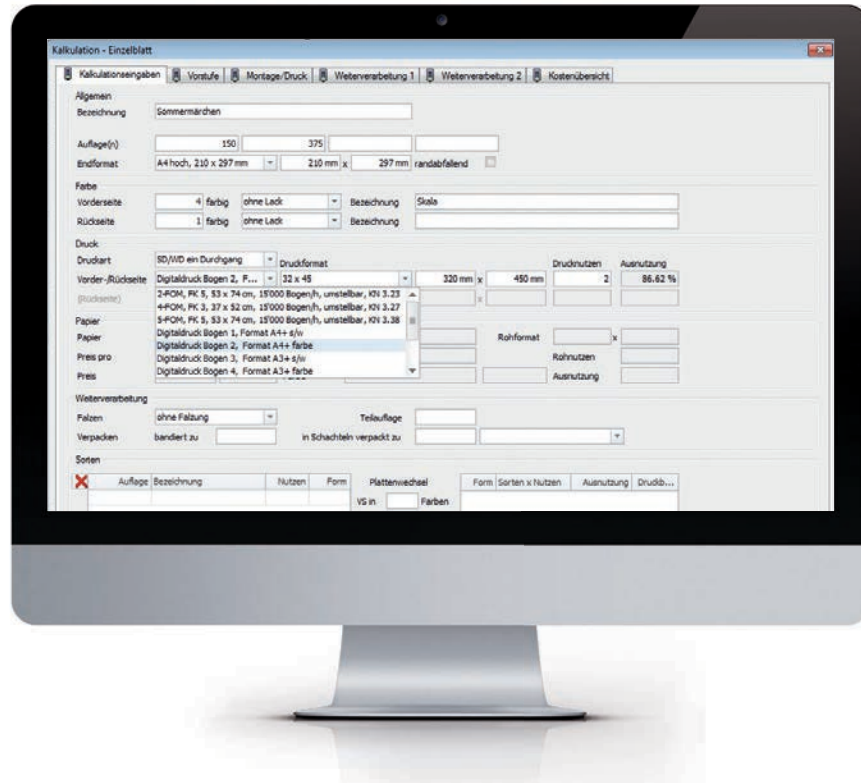 Kalkulation - Einzelblatt
Kalkulationseingaben Vorstufe Montage/Druck Weiterverarbeitung 1 Weiterverarbeitung 2 Kostenübersicht
Allgemein
Bezeichnung Sommermärchen
Auflage(n) 150 375
Endformat A4 hoch, 210 x 297 mm 210 mm x 297 mm randabfallend
Farbe
Vorderseite 4 farbig ohne Lack Bezeichnung Skala
Rückseite 1 farbig ohne Lack Bezeichnung
Druck
Druckart SD/WD ein Durchgang Druckformat Drucknutzen Ausnutzung
Vorder-/Rückseite Digitaldruck Bogen 2, F... 32 x 45 320 mm x 450 mm 2 86.62 %
(Rückseite) x
2-FOM, FK 5, 53 x 74 cm, 15'000 Bogen/h, umstellbar, KN 3.23
4-FOM, FK 3, 37 x 52 cm, 15'000 Bogen/h, umstellbar, KN 3.27
5-FOM, FK 5, 53 x 74 cm, 15'000 Bogen/h, umstellbar, KN 3.38
Digitaldruck Bogen 1, Format A4+ s/w
Digitaldruck Bogen 2, Format A4+ farbe
Digitaldruck Bogen 3, Format A3+ s/w
Digitaldruck Bogen 4, Format A3+ farbe
Papier
Papier Rohformat x
Preis pro Rohnutzen
Preis Ausnutzung
Weiterverarbeitung
Falzen ohne Falzung Teilauflage
Verpacken bandiert zu in Schachteln verpackt zu
Sorten
Auflage Bezeichnung Nutzen Form Plattenwechsel Form Sorten x Nutzen Ausnutzung Druckb...
VS in Farben